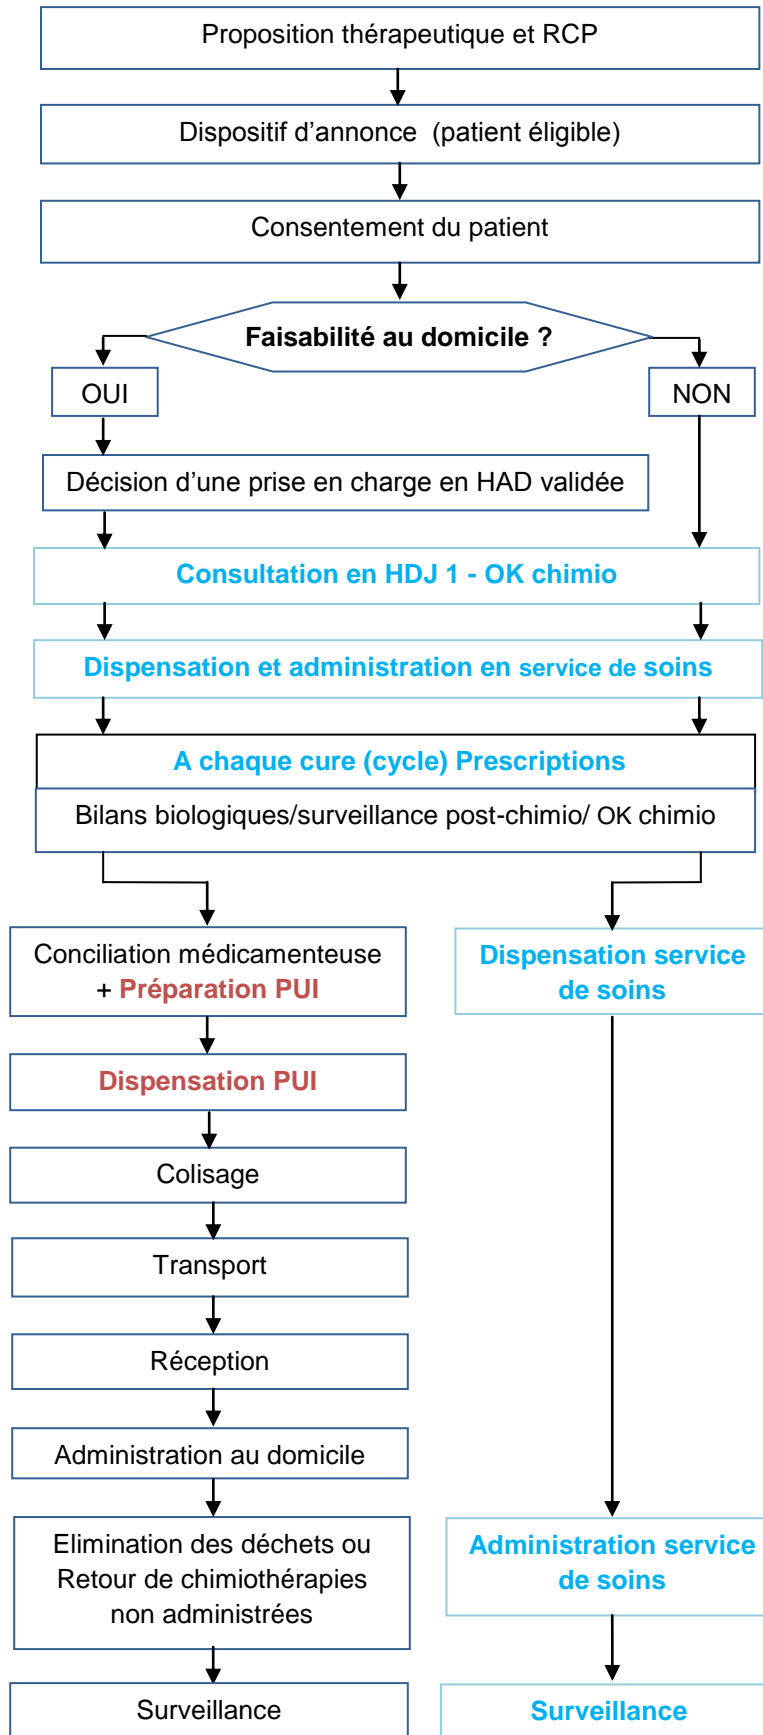 Proposition thérapeutique et RCP
Dispositif d'annonce (patient éligible)
Consentement du patient
Faisabilité au domicile ?
OUI
NON
Décision d'une prise en charge en HAD validée
Consultation en HDJ 1 - OK chimio
Dispensation et administration en service de soins
A chaque cure (cycle) Prescriptions
Bilans biologiques/surveillance post-chimio/ OK chimio
Conciliation médicamenteuse
+ Préparation PUI
Dispensation PUI
Colisage
Transport
Réception
Administration au domicile
Elimination des déchets ou
Retour de chimiothérapies
non administrées
Surveillance
Dispensation service
de soins
Administration service
de soins
Surveillance